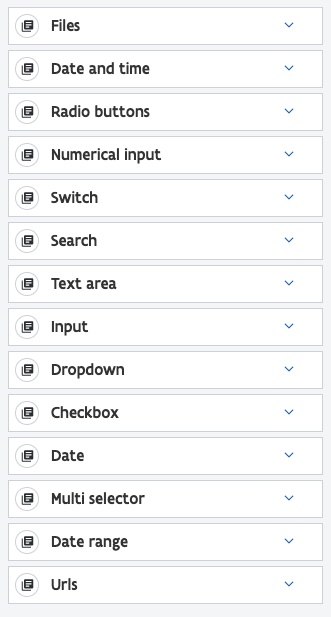 Files
Date and time
Radio buttons
Numerical input
Switch
Search
Text area
Input
Dropdown
Checkbox
Date
Multi selector
Date range
Urls